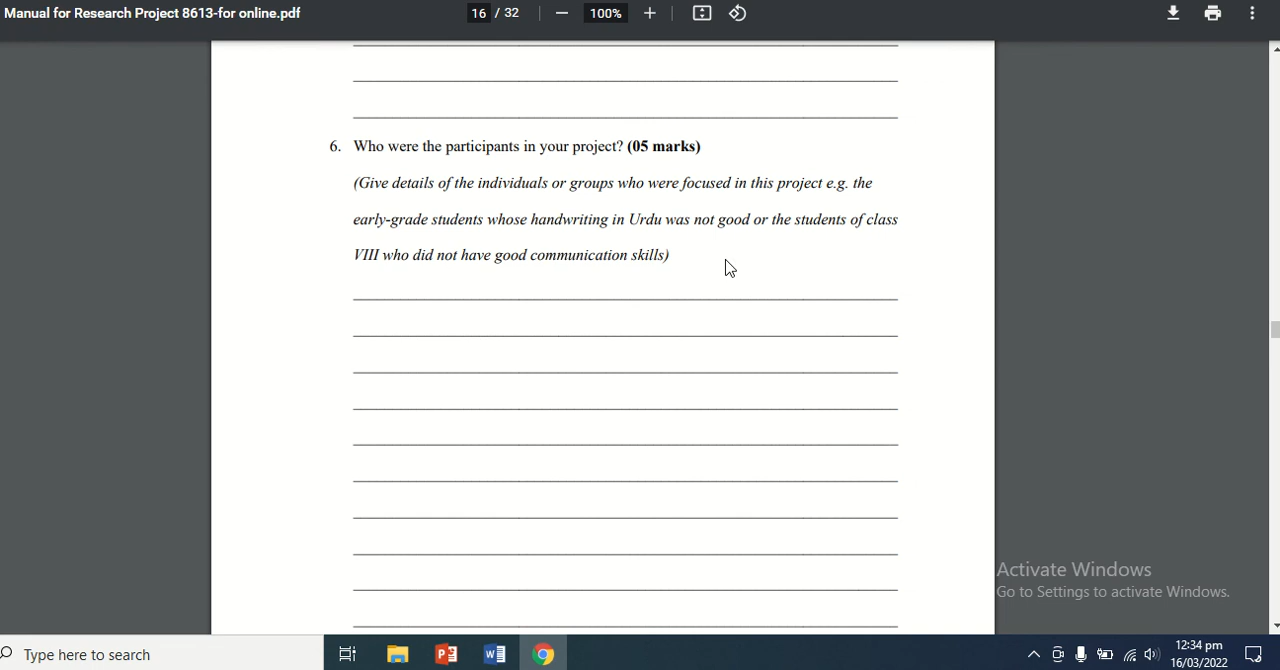 Manual for Research Project 8613-for online.pdf
16 / 32
100%
6. Who were the participants in your project? (05 marks)
(Give details of the individuals or groups who were focused in this project e.g. the
early-grade students whose handwriting in Urdu was not good or the students of class
VIII who did not have good communication skills)
Activate Windows
Go to Settings to activate Windows.
Type here to search
12:34 pm
16/03/2022